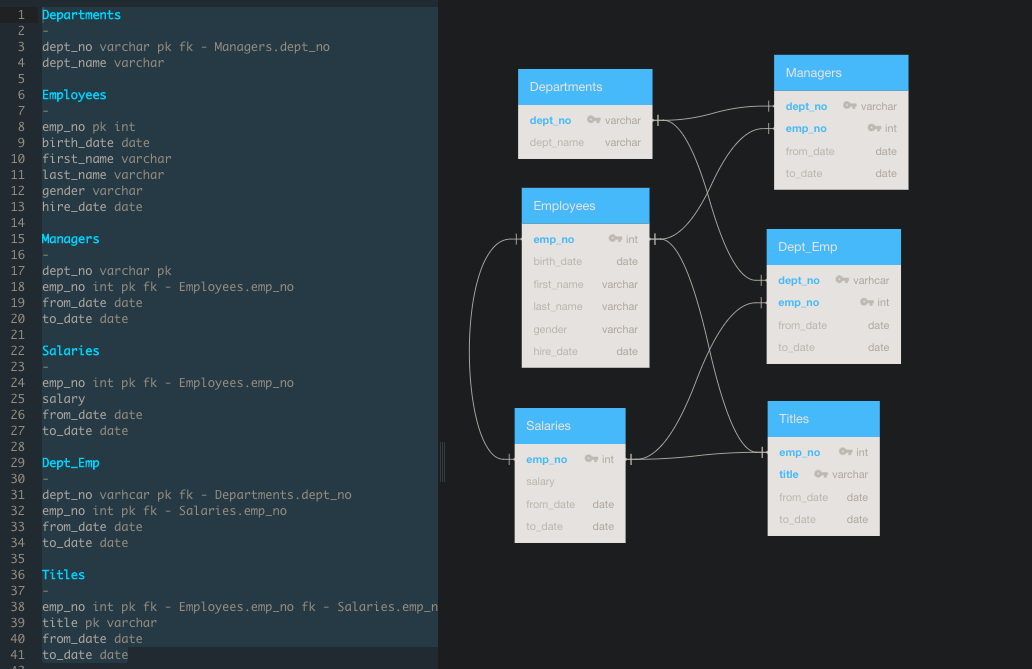 1 Departments
2 -
3 dept_no varchar pk fk - Managers.dept_no
4 dept_name varchar
5
6 Employees
7 -
8 emp_no pk int
9 birth_date date
10 first_name varchar
11 last_name varchar
12 gender varchar
13 hire_date date
14
15 Managers
16 -
17 dept_no varchar pk
18 emp_no int pk fk - Employees.emp_no
19 from_date date
20 to_date date
21
22 Salaries
23 -
24 emp_no int pk fk - Employees.emp_no
25 salary
26 from_date date
27 to_date date
28
29 Dept_Emp
30 -
31 dept_no varhcar pk fk - Departments.dept_no
32 emp_no int pk fk - Salaries.emp_no
33 from_date date
34 to_date date
35
36 Titles
37 -
38 emp_no int pk fk - Employees.emp_no fk - Salaries.emp_n
39 title pk varchar
40 from_date date
41 to_date date
Departments
dept_no varchar
dept_name varchar
Managers
dept_no varchar
emp_no int
from_date date
to_date date
Employees
emp_no int
birth_date date
first_name varchar
last_name varchar
gender varchar
hire_date date
Dept_Emp
dept_no varhcar
emp_no int
from_date date
to_date date
Salaries
emp_no int
salary
from_date date
to_date date
Titles
emp_no int
title varchar
from_date date
to_date date